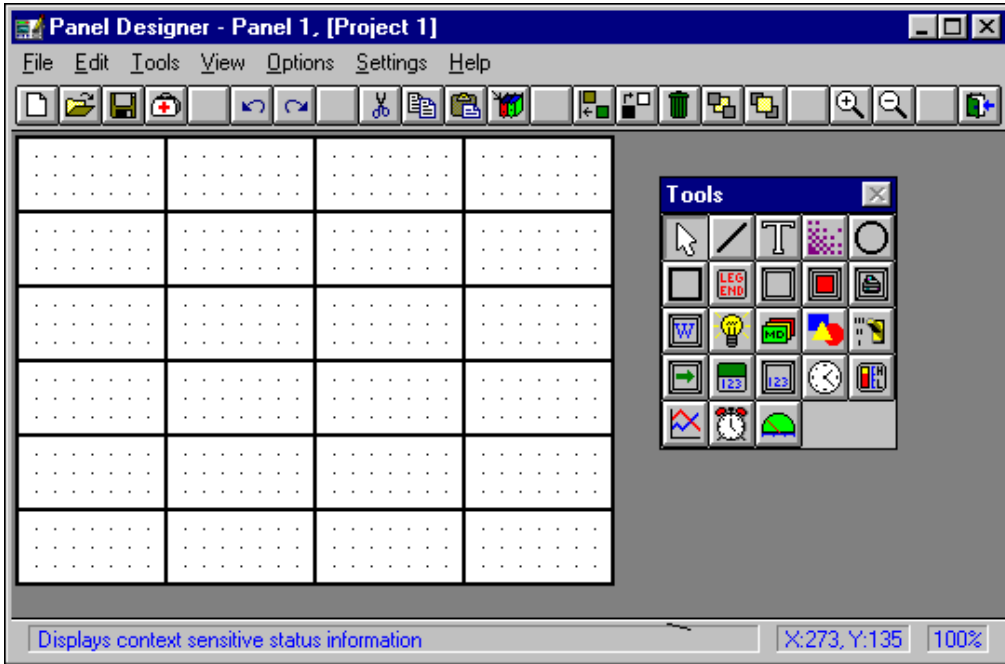 Panel Designer - Panel 1, [Project 1]
File Edit Tools View Options Settings Help
Tools
T
LEG
END
W
MD
123
123
Displays context sensitive status information
X:273, Y:135
100%